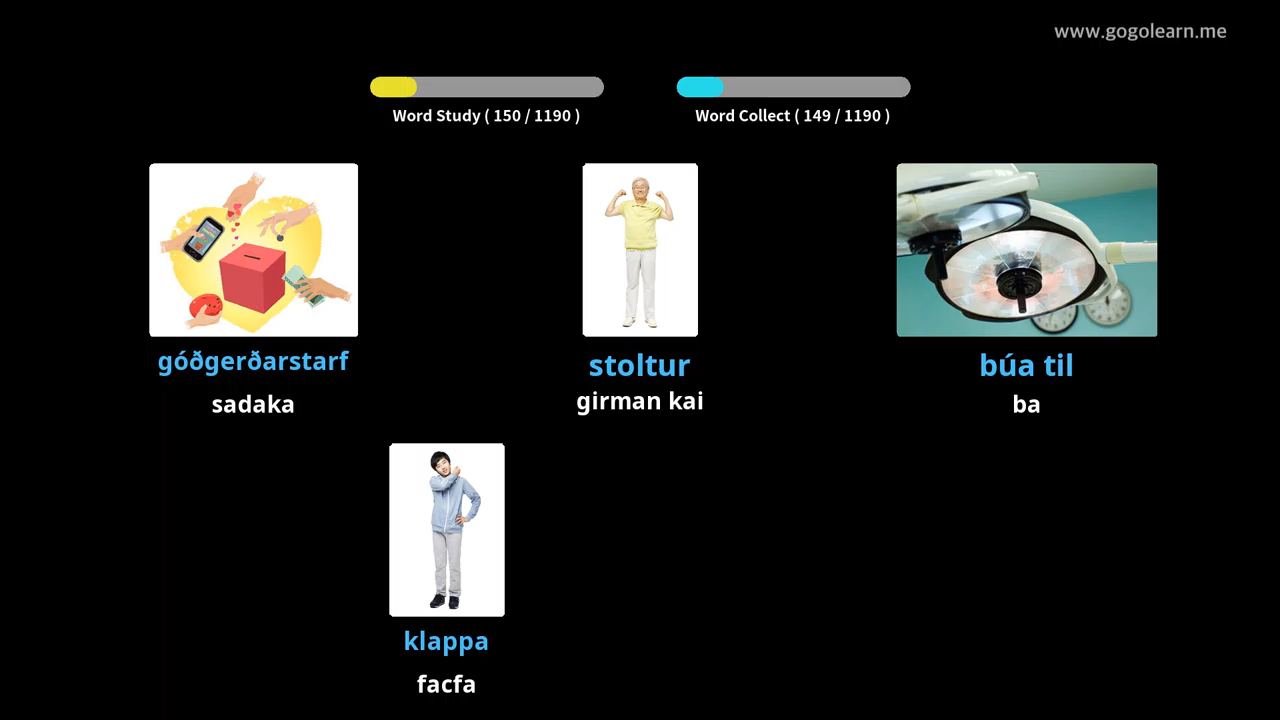 www.gogolearn.me
Word Study ( 150 / 1190 )
Word Collect ( 149 / 1190 )
góðgerðarstarf
sadaka
stoltur
girman kai
búa til
ba
klappa
facfa